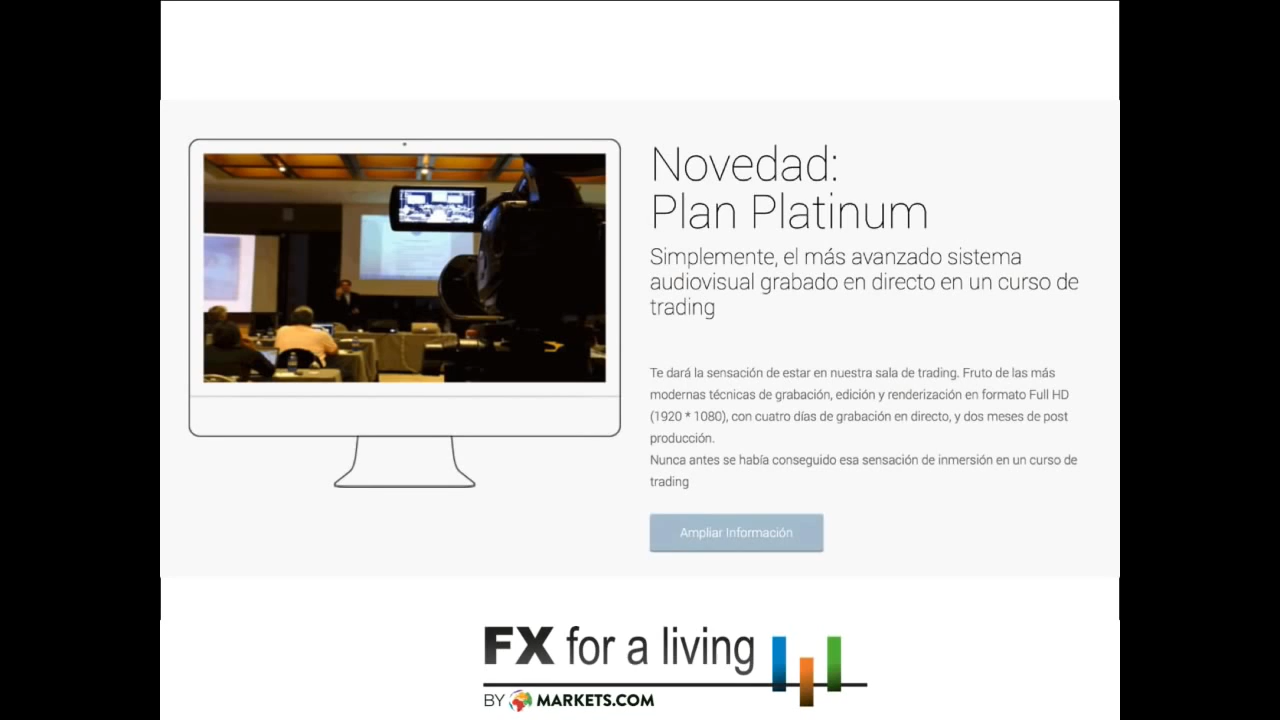 Novedad:
Plan Platinum
Simplemente, el más avanzado sistema
audiovisual grabado en directo en un curso de
trading
Te dará la sensación de estar en nuestra sala de trading. Fruto de las más
modernas técnicas de grabación, edición y renderización en formato Full HD
(1920 * 1080), con cuatro días de grabación en directo, y dos meses de post
producción.
Nunca antes se había conseguido esa sensación de inmersión en un curso de
trading
Ampliar Información
FX for a living
BY MARKETS.COM